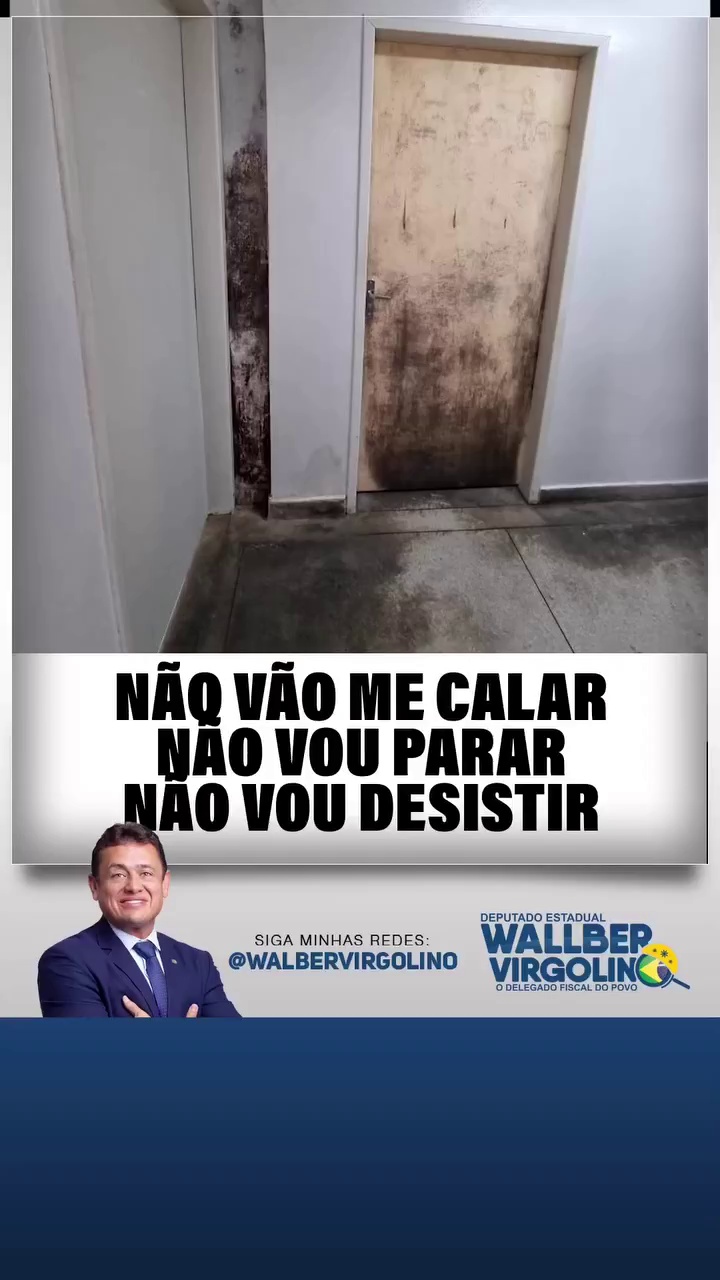 NÃO VÃO ME CALAR
NÃO VOU PARAR
NÃO VOU DESISTIR
SIGA MINHAS REDES:
@WALBERVIRGOLINO
DEPUTADO ESTADUAL
WALLBER
VIRGOLINO
O DELEGADO FISCAL DO POVO